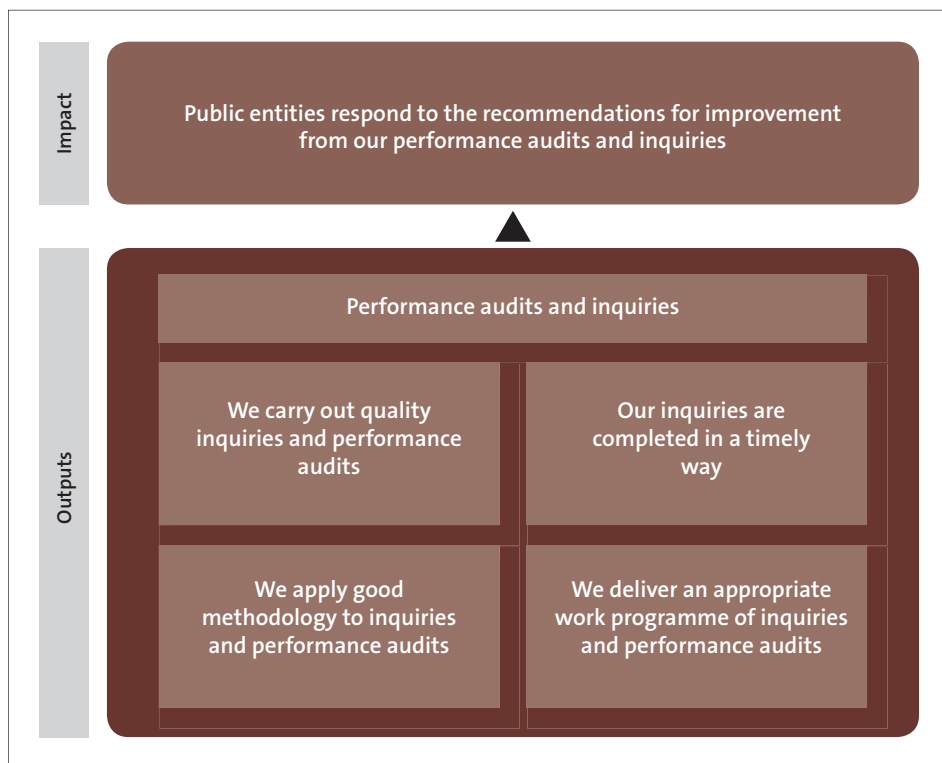 Impact
Public entities respond to the recommendations for improvement
from our performance audits and inquiries
Outputs
Performance audits and inquiries
We carry out quality
inquiries and performance
audits
Our inquiries are
completed in a timely
way
We apply good
methodology to inquiries
and performance audits
We deliver an appropriate
work programme of inquiries
and performance audits